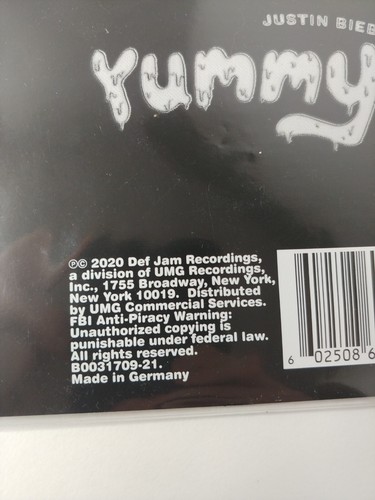 JUSTIN BIEB
Yummy
℗© 2020 Def Jam Recordings,
a division of UMG Recordings,
Inc., 1755 Broadway, New York,
New York 10019. Distributed
by UMG Commercial Services.
FBI Anti-Piracy Warning:
Unauthorized copying is
punishable under federal law.
All rights reserved.
B0031709-21.
Made in Germany
6 02508 6